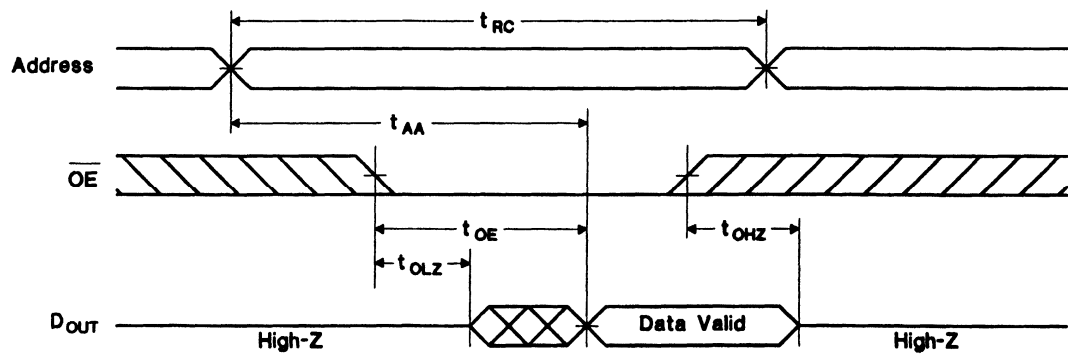 t RC
Address
t AA
OE
t OE
t OHZ
t OLZ
D OUT
High-Z
Data Valid
High-Z